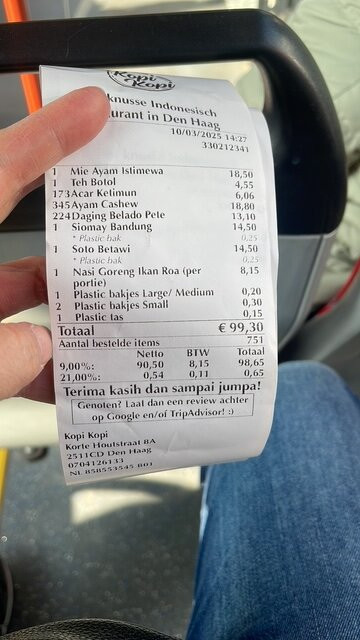 Kopi
Kopi
knusse Indonesisch
urant in Den Haag
10/03/2025 14:27
330212341
1 Mie Ayam Istimewa 18,50
1 Teh Botol 4,55
173 Acar Ketimun 6,06
345 Ayam Cashew 18,80
224 Daging Belado Pete 13,10
1 Siomay Bandung 14,50
* Plastic bak 0,25
1 Soto Betawi 14,50
* Plastic bak 0,25
1 Nasi Goreng Ikan Roa (per 8,15
portie)
1 Plastic bakjes Large/ Medium 0,20
2 Plastic bakjes Small 0,30
1 Plastic tas 0,15
Totaal € 99,30
Aantal bestelde items 751
Netto BTW Totaal
9,00%: 90,50 8,15 98,65
21,00%: 0,54 0,11 0,65
Terima kasih dan sampai jumpa!
Genoten? Laat dan een review achter
op Google en/of TripAdvisor! :)
Kopi Kopi
Korte Houtstraat 8A
2511CD Den Haag
0704126133
NL 858553545 B01